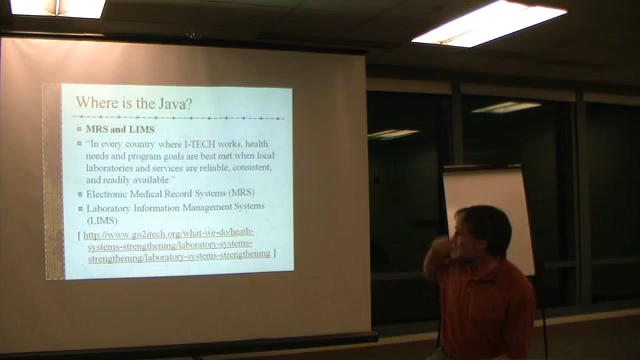 Where is the Java?
MRS and LIMS
"In every country where I-TECH works, health
needs and program goals are best met when local
laboratories and services are reliable, consistent,
and readily available."
Electronic Medical Record Systems (MRS)
Laboratory Information Management Systems
(LIMS)
[ http://www.go2itech.org/what-we-do/heath-
systems-strengthening/laboratory-systems-
strengthening/laboratory-systems-strengthening ]